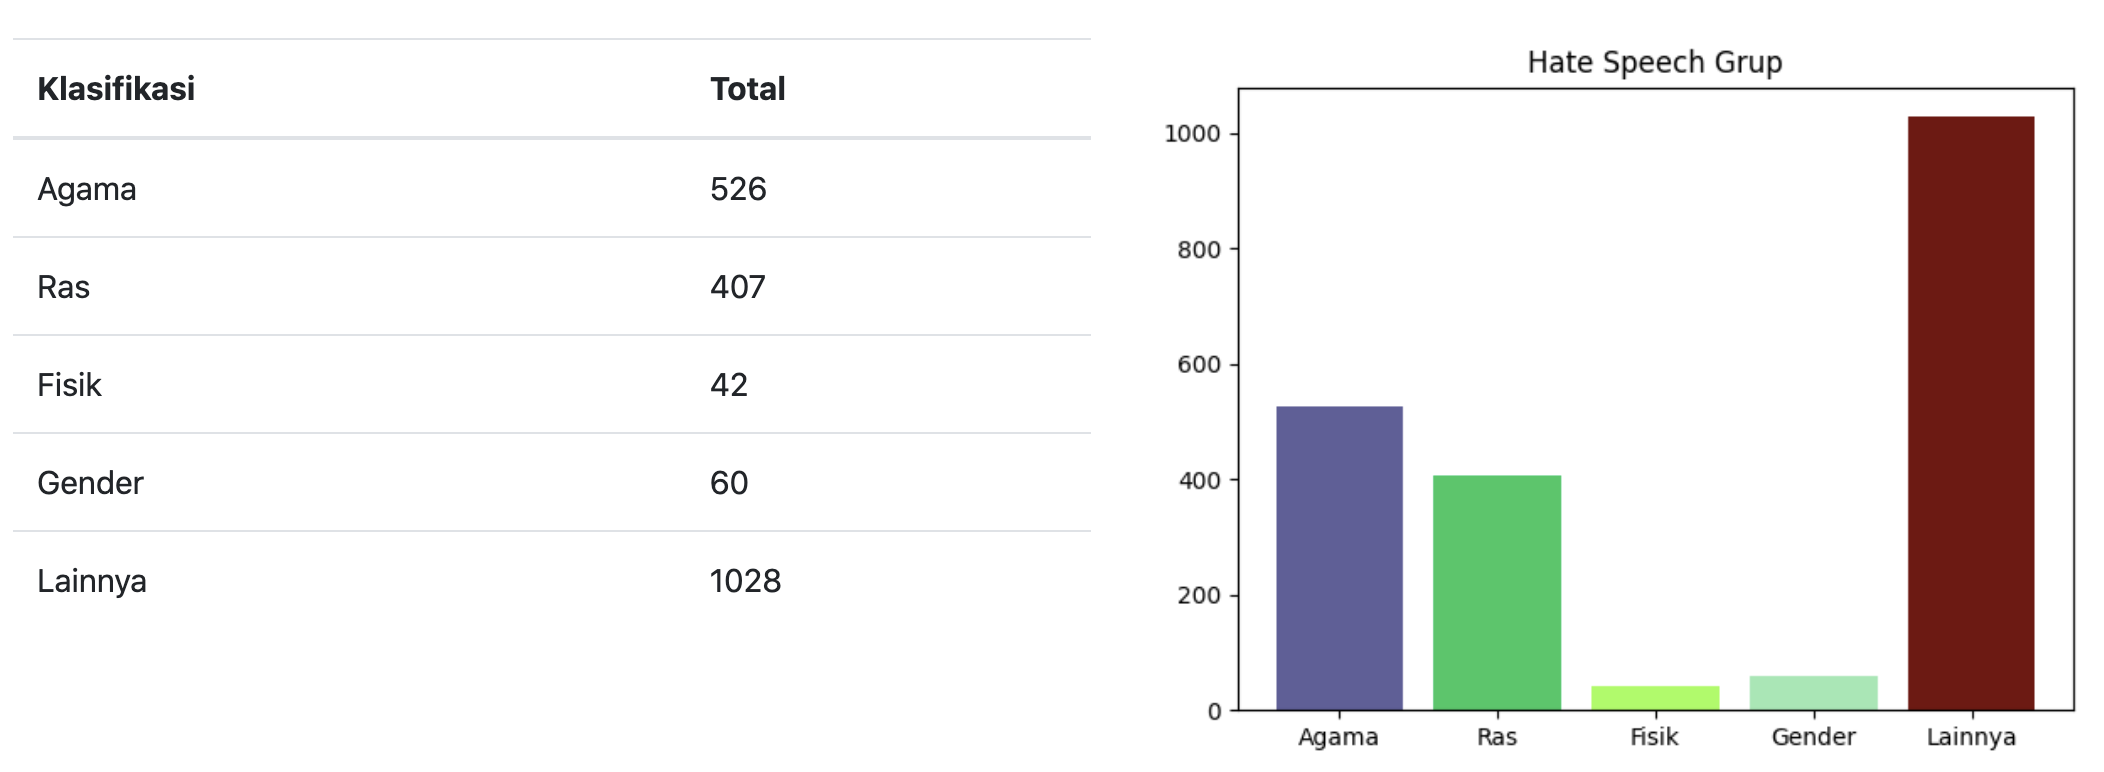 Klasifikasi Total
Agama 526
Ras 407
Fisik 42
Gender 60
Lainnya 1028
Hate Speech Grup
1000
800
600
400
200
0
Agama Ras Fisik Gender Lainnya